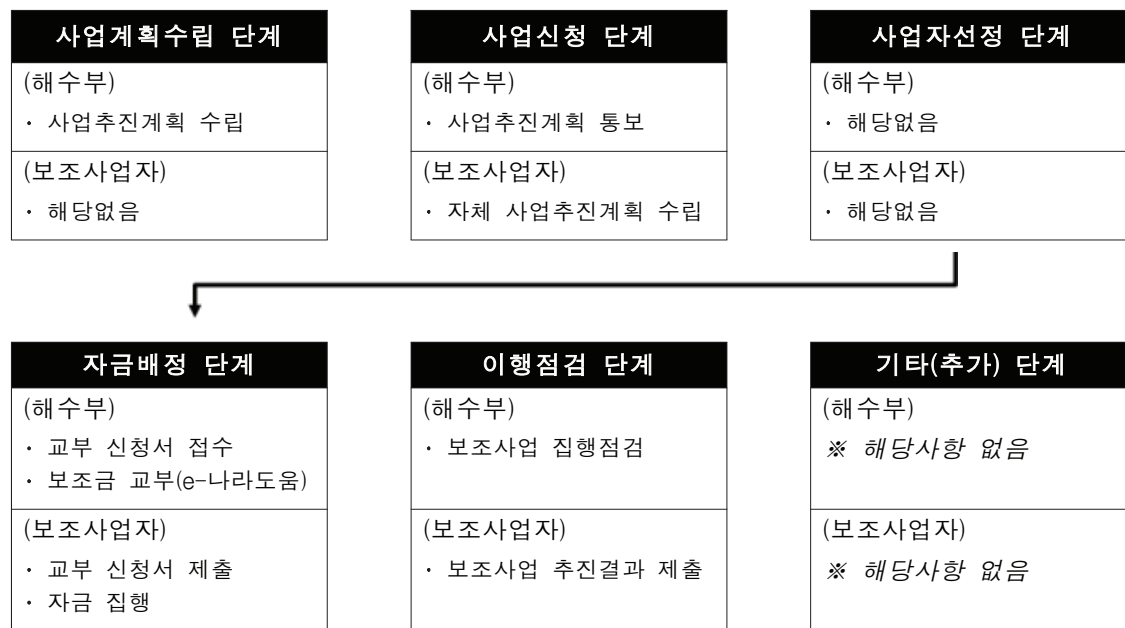 사업계획수립 단계
(해수부)
· 사업추진계획 수립
(보조사업자)
· 해당없음
사업신청 단계
(해수부)
· 사업추진계획 통보
(보조사업자)
· 자체 사업추진계획 수립
사업자선정 단계
(해수부)
· 해당없음
(보조사업자)
· 해당없음
자금배정 단계
(해수부)
· 교부 신청서 접수
· 보조금 교부(e-나라도움)
(보조사업자)
· 교부 신청서 제출
· 자금 집행
이행점검 단계
(해수부)
· 보조사업 집행점검
(보조사업자)
· 보조사업 추진결과 제출
기타(추가) 단계
(해수부)
※ 해당사항 없음
(보조사업자)
※ 해당사항 없음